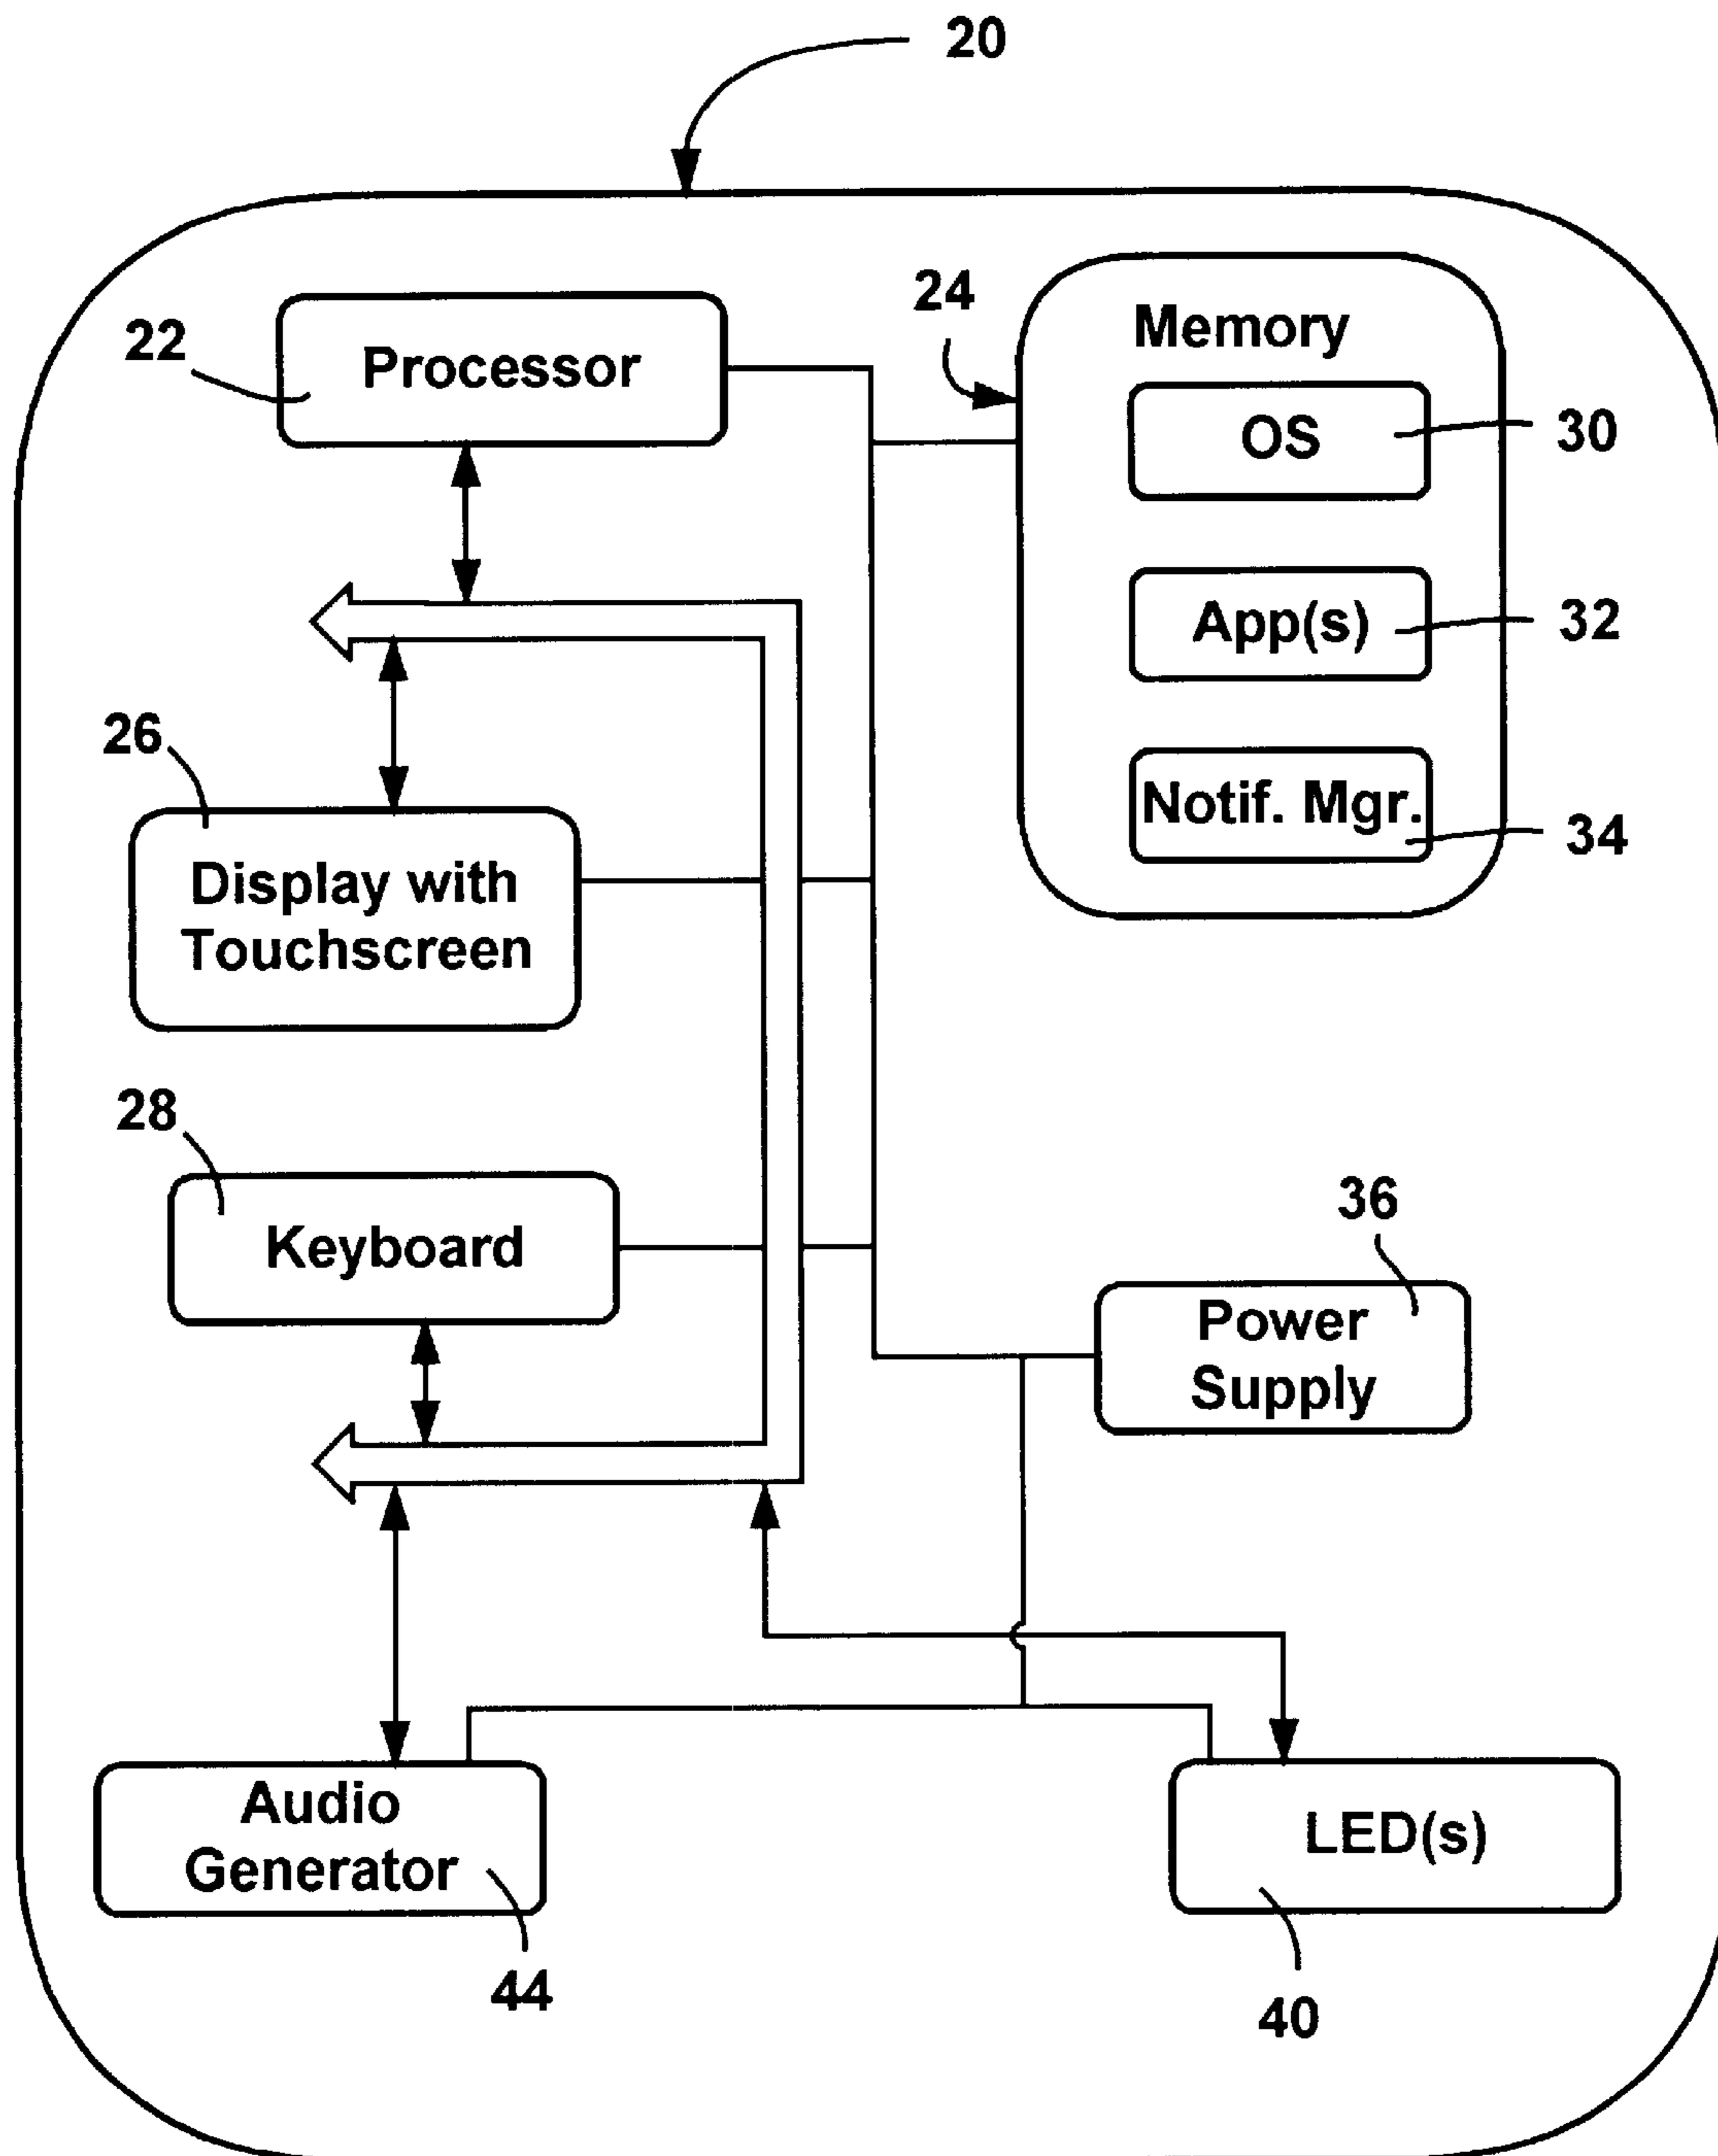 20
24
Memory
22
Processor
OS
30
App(s)
32
26
Notif. Mgr.
34
Display with
Touchscreen
28
Keyboard
36
Power
Supply
Audio
Generator
LED(s)
44
40